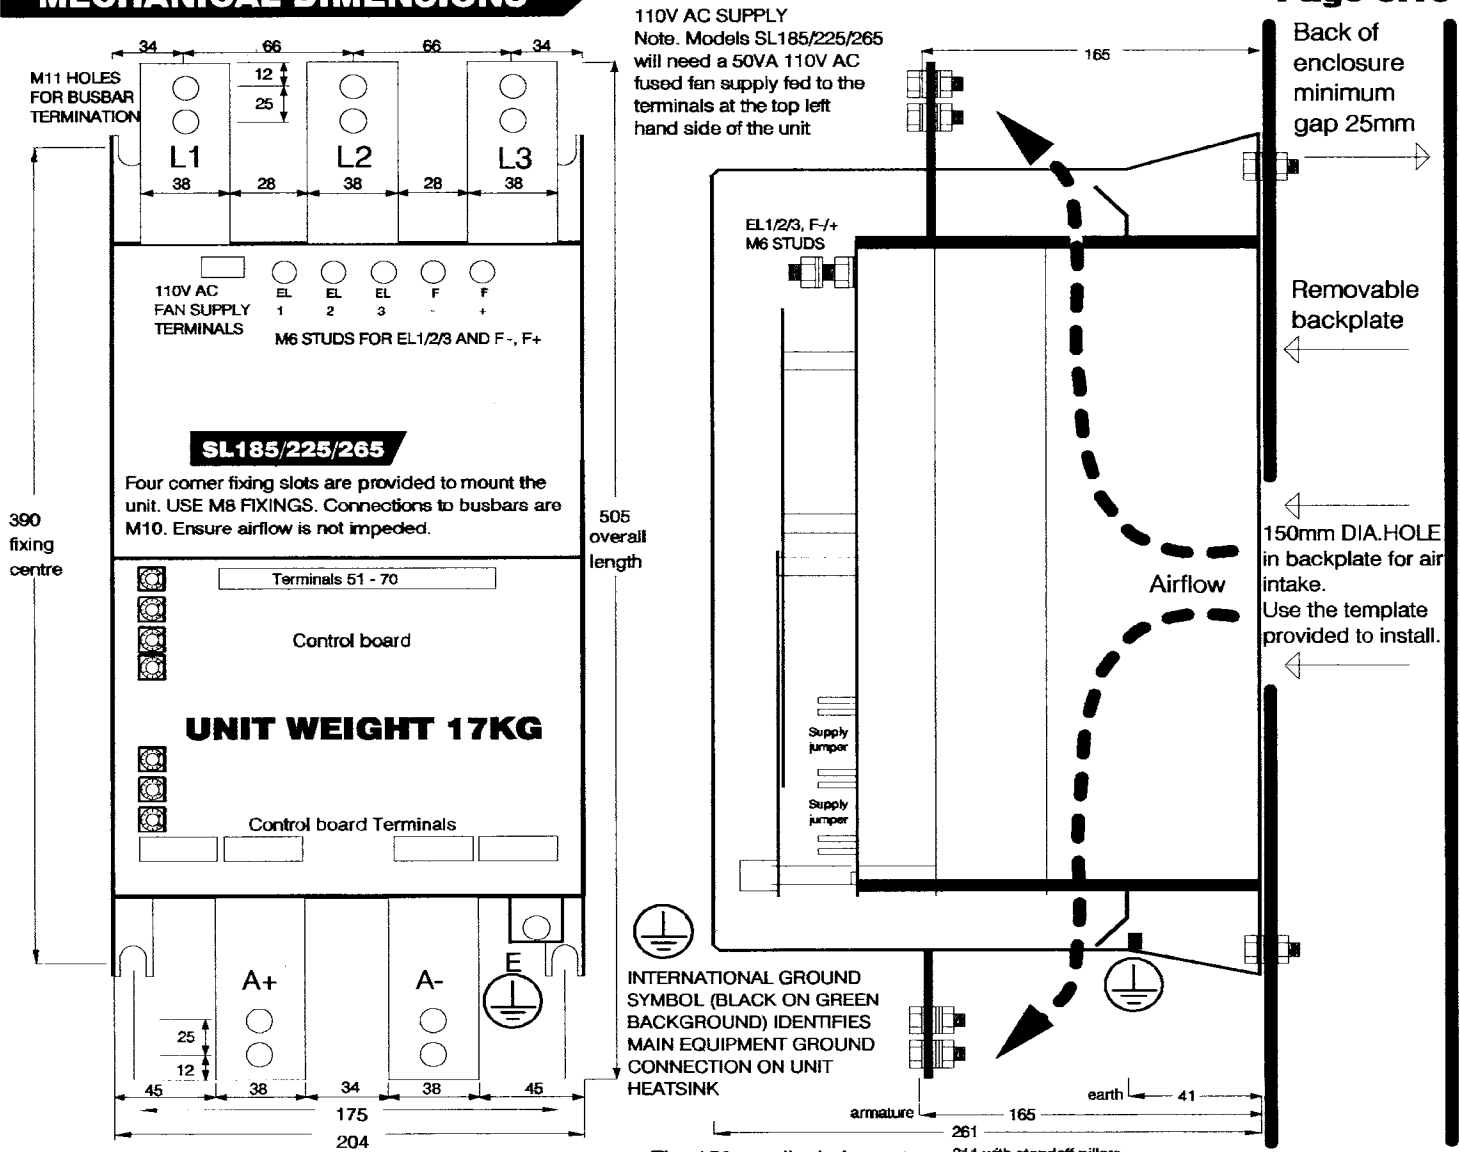 MECHANICAL DIMENSIONS
34
66
66
34
M11 HOLES
FOR BUSBAR
TERMINATION
12
25
L1
L2
L3
38
28
38
28
38
110V AC
FAN SUPPLY
TERMINALS
EL
1
EL
2
EL
3
F
-
F
+
M6 STUDS FOR EL1/2/3 AND F-, F+
SL185/225/265
Four corner fixing slots are provided to mount the
unit. USE M8 FIXINGS. Connections to busbars are
M10. Ensure airflow is not impeded.
390
fixing
centre
505
overall
length
Terminals 51 - 70
Control board
UNIT WEIGHT 17KG
Control board Terminals
A+
A-
E
25
12
45
38
34
38
45
175
204
110V AC SUPPLY
Note. Models SL185/225/265
will need a 50VA 110V AC
fused fan supply fed to the
terminals at the top left
hand side of the unit
165
Back of
enclosure
minimum
gap 25mm
EL1/2/3, F-/+
M6 STUDS
Removable
backplate
150mm DIA.HOLE
in backplate for air
intake.
Use the template
provided to install.
Airflow
Supply
jumper
Supply
jumper
INTERNATIONAL GROUND
SYMBOL (BLACK ON GREEN
BACKGROUND) IDENTIFIES
MAIN EQUIPMENT GROUND
CONNECTION ON UNIT
HEATSINK
earth
41
armature
165
261